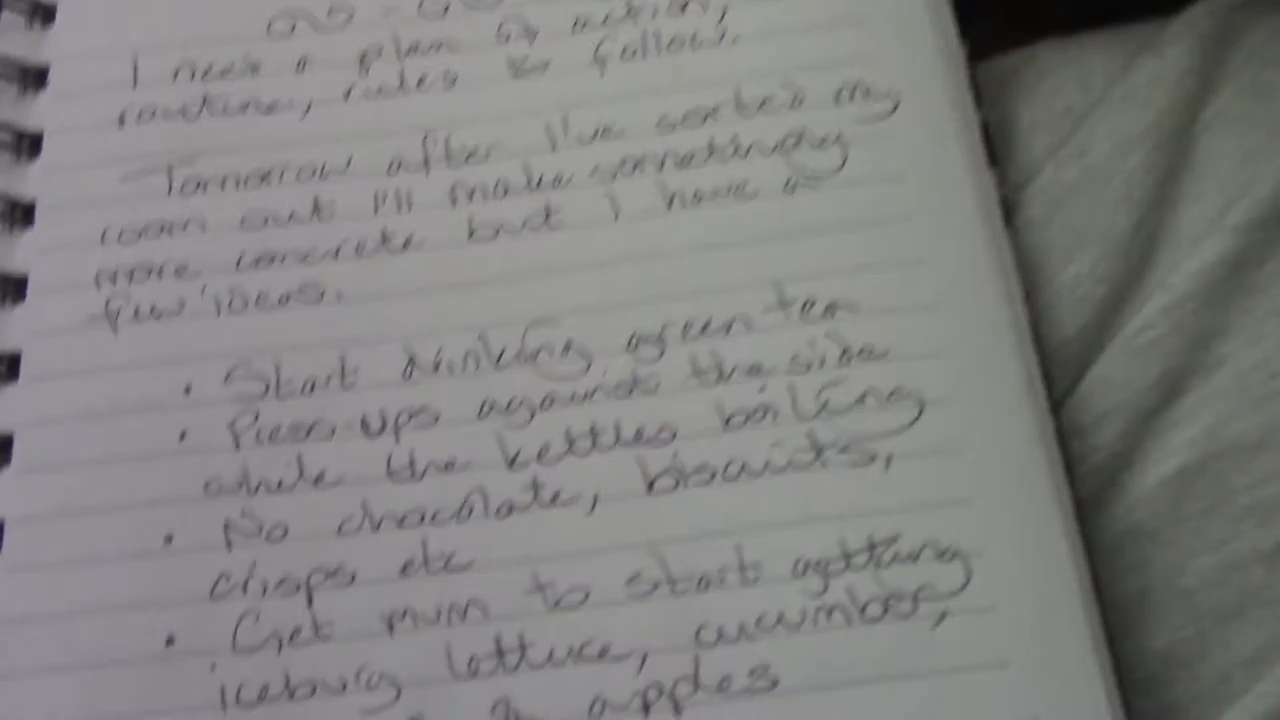 I need a plan of action,
routine, rules to follow.
Tomorrow after I've sorted my
room out I'll make something
more concrete but I have a
few ideas.
• Start drinking green tea
• Press-ups against the side
while the kettles boiling
• No chocolate, biscuits,
chips etc
• Get mum to start getting
iceburg lettuce, cucumber,
& apples